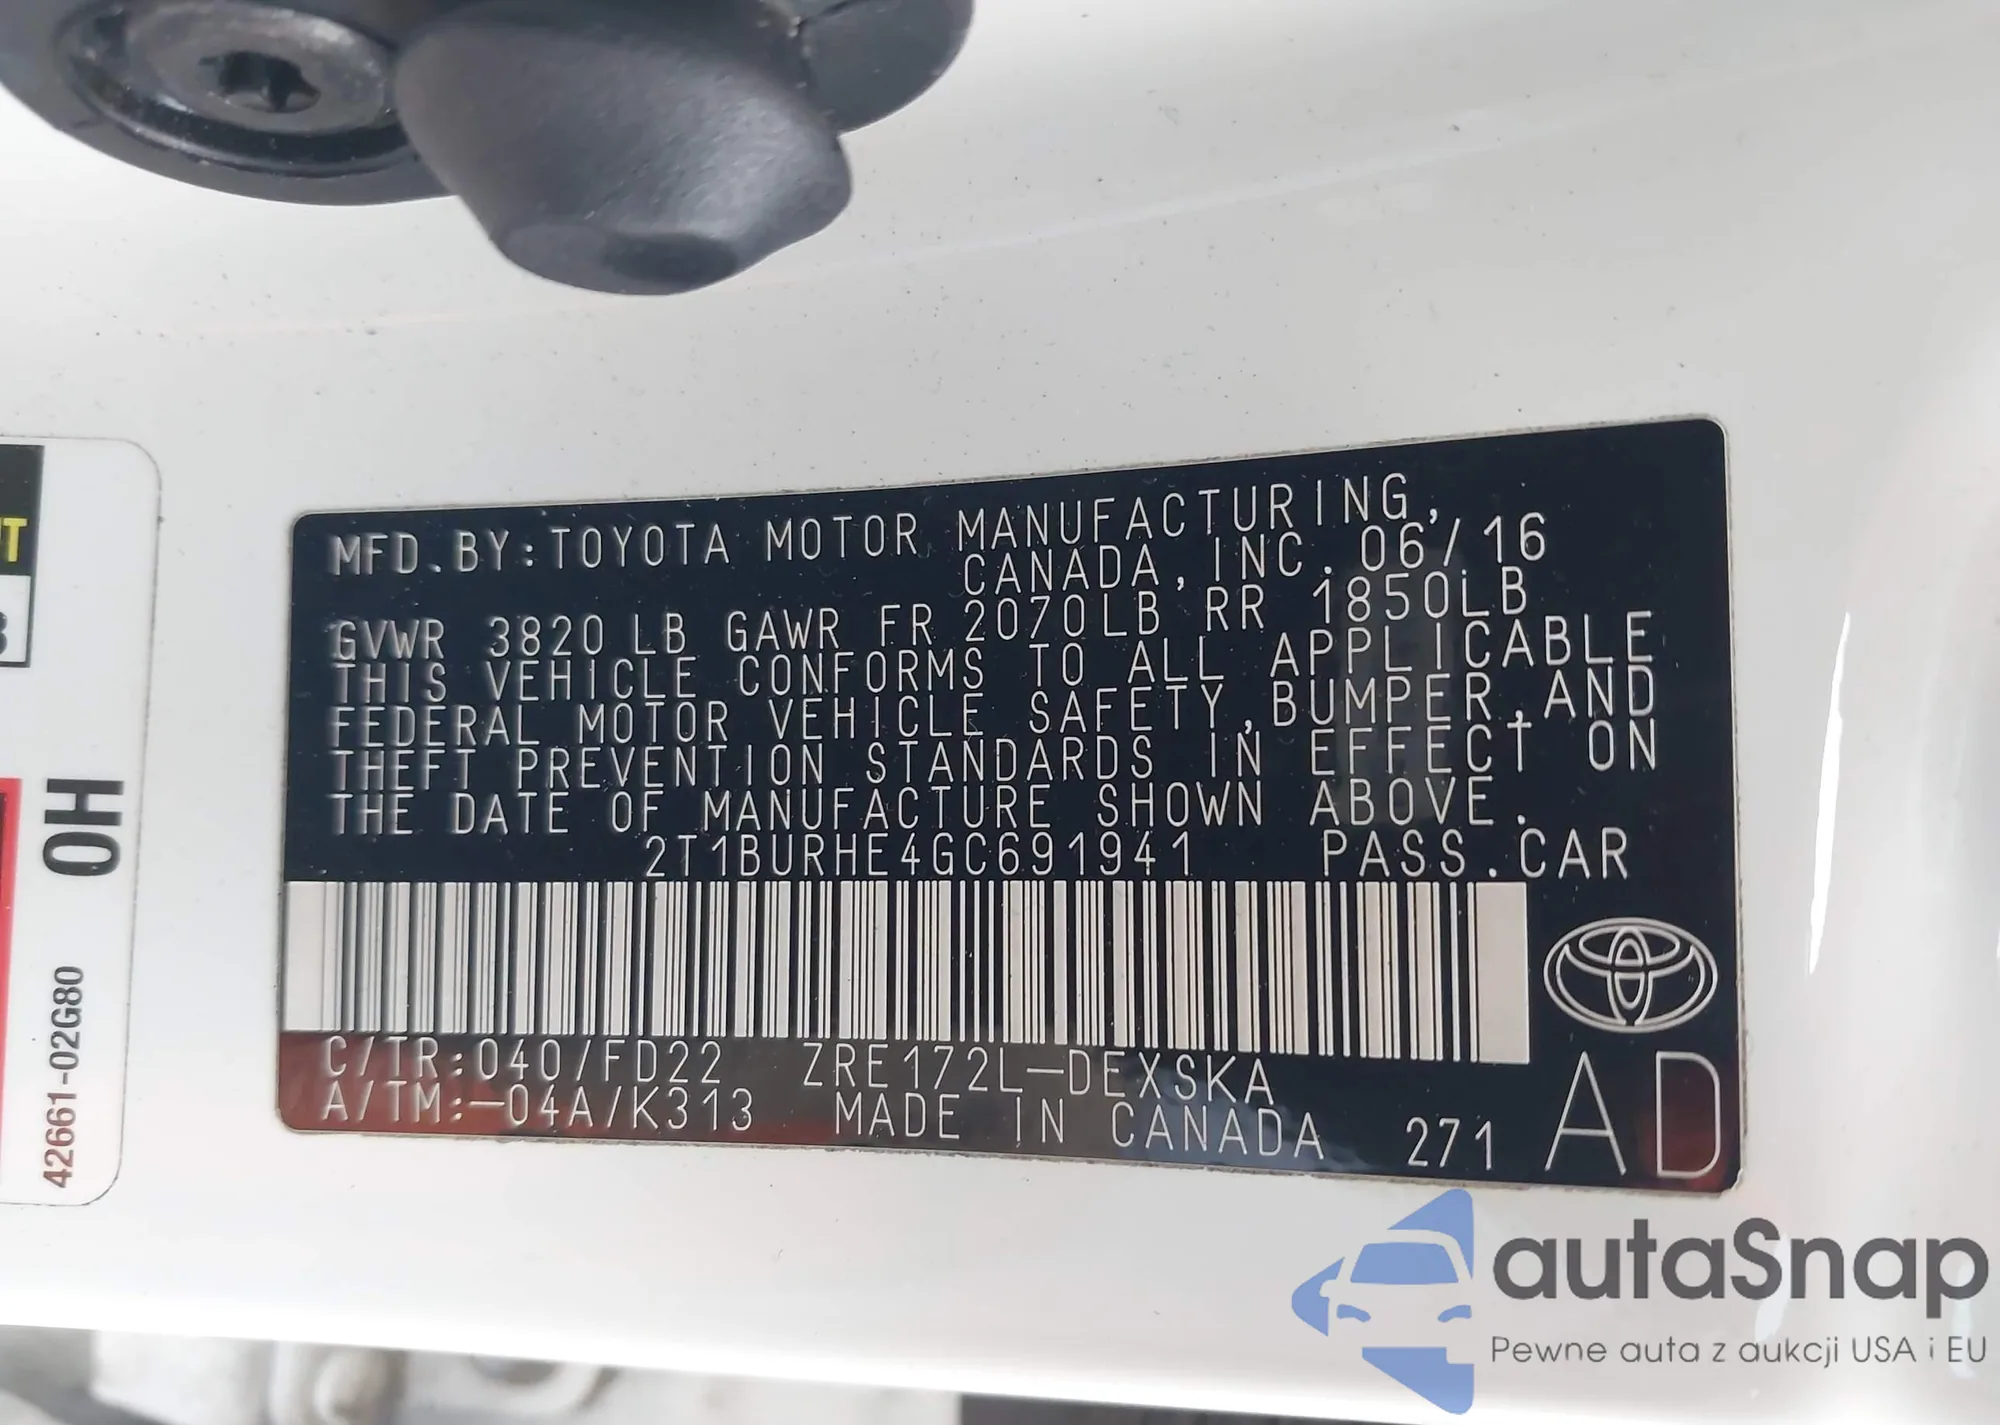 MFD.BY:TOYOTA MOTOR MANUFACTURING,
CANADA,INC. 06/16
GVWR 3820 LB GAWR FR 2070LB RR 1850LB
THIS VEHICLE CONFORMS TO ALL APPLICABLE
FEDERAL MOTOR VEHICLE SAFETY,BUMPER,AND
THEFT PREVENTION STANDARDS IN EFFECT ON
THE DATE OF MANUFACTURE SHOWN ABOVE.
2T1BURHE4GC691941 PASS.CAR
C/TR:040/FD22 ZRE172L-DEXSKA
A/TM:-04A/K313 MADE IN CANADA 271
AD
0H
42661-02G80
autaSnap
Pewne auta z aukcji USA i EU